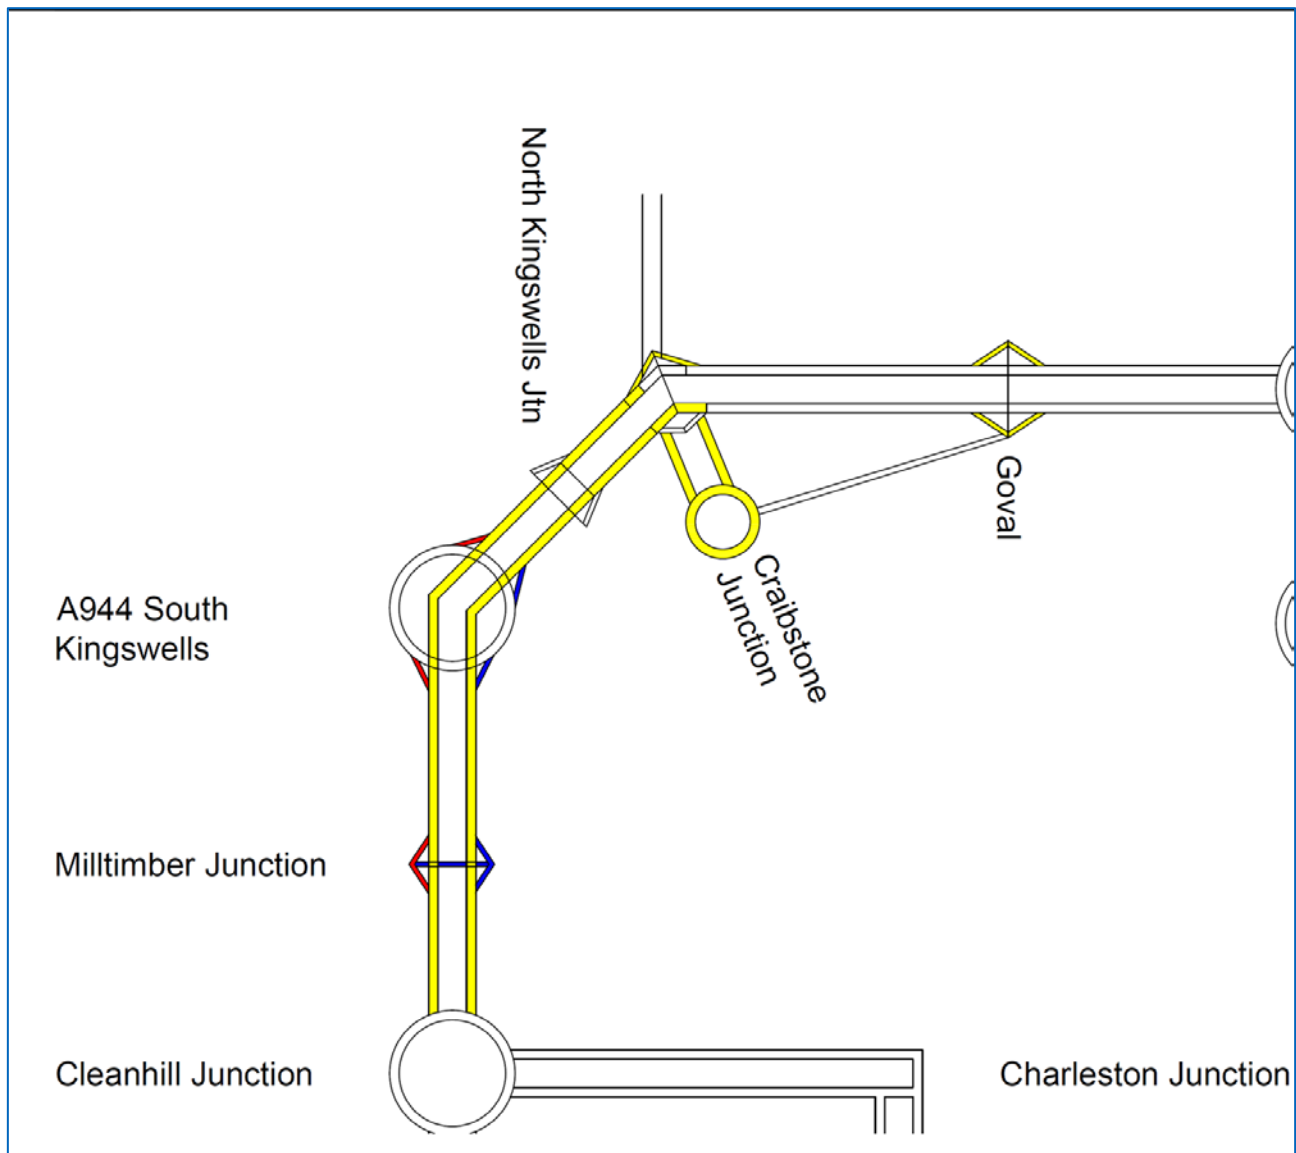 North Kingswells Jtn
Goval
Craibstone
Junction
A944 South
Kingswells
Milltimber Junction
Cleanhill Junction
Charleston Junction